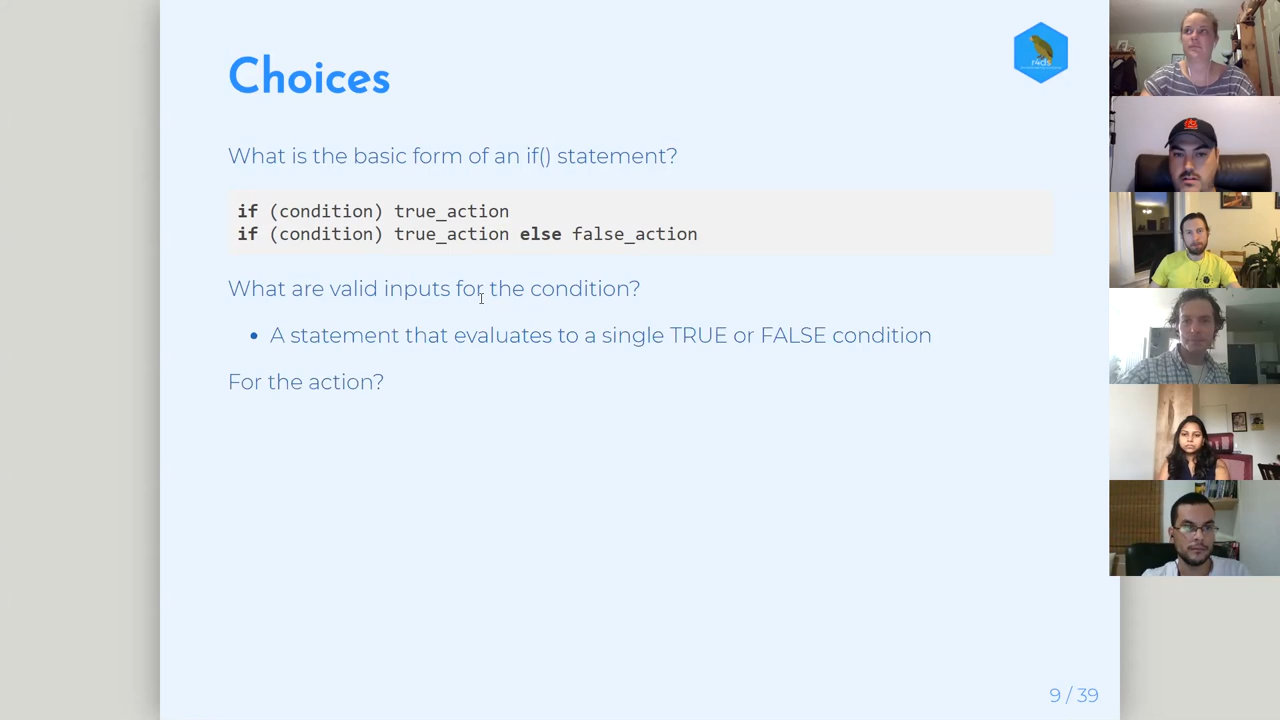 Choices
r4ds
What is the basic form of an if() statement?
if (condition) true_action
if (condition) true_action else false_action
What are valid inputs for the condition?
• A statement that evaluates to a single TRUE or FALSE condition
For the action?
9 / 39